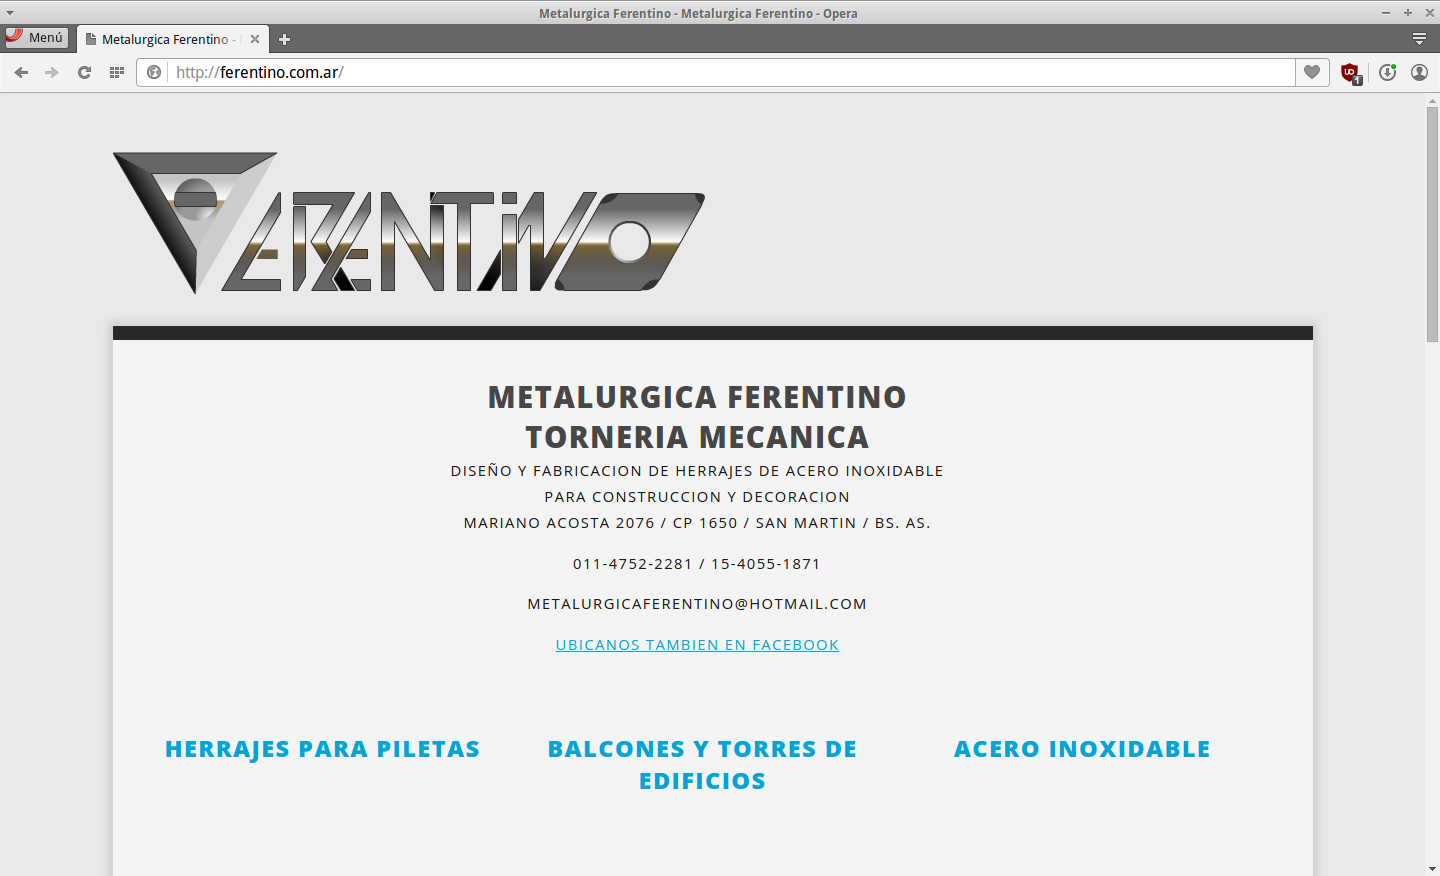 Metalurgica Ferentino - Metalurgica Ferentino - Opera
Menú
Metalurgica Ferentino -
http://ferentino.com.ar/
1
FERENTINO
METALURGICA FERENTINO
TORNERIA MECANICA
DISEÑO Y FABRICACION DE HERRAJES DE ACERO INOXIDABLE
PARA CONSTRUCCION Y DECORACION
MARIANO ACOSTA 2076 / CP 1650 / SAN MARTIN / BS. AS.
011-4752-2281 / 15-4055-1871
METALURGICAFERENTINO@HOTMAIL.COM
UBICANOS TAMBIEN EN FACEBOOK
HERRAJES PARA PILETAS
BALCONES Y TORRES DE
EDIFICIOS
ACERO INOXIDABLE